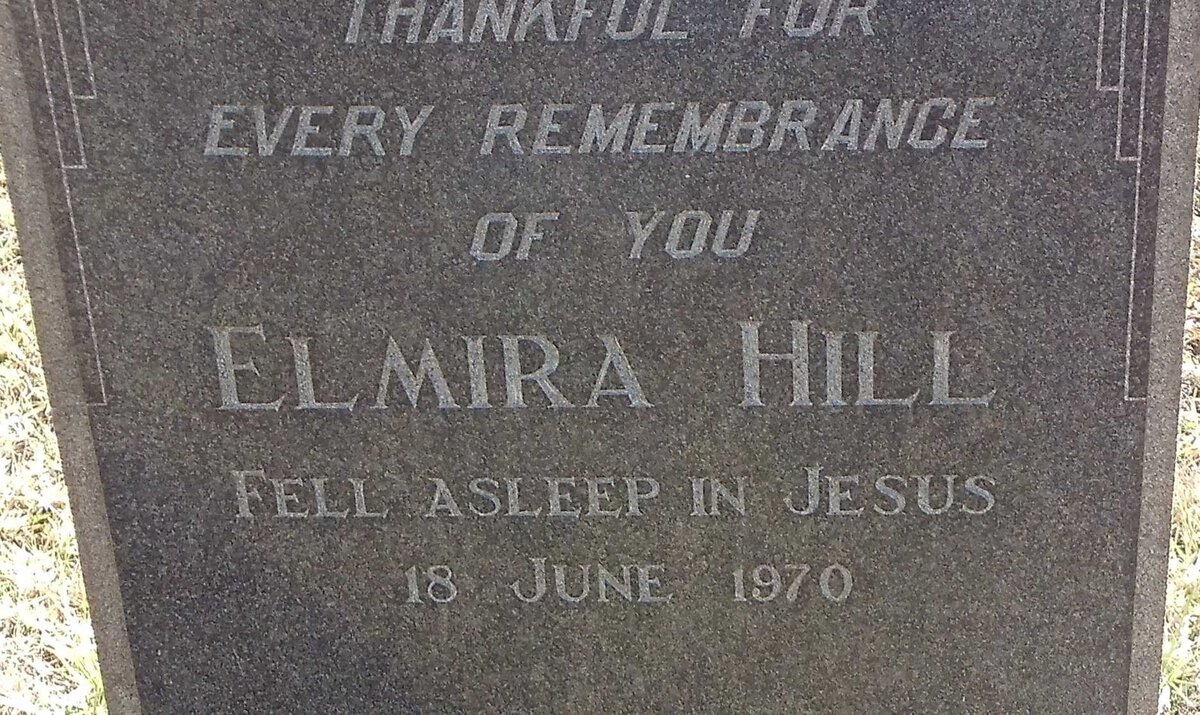 THANKFUL FOR
EVERY REMEMBRANCE
OF YOU
ELMIRA HILL
FELL ASLEEP IN JESUS
18 JUNE 1970